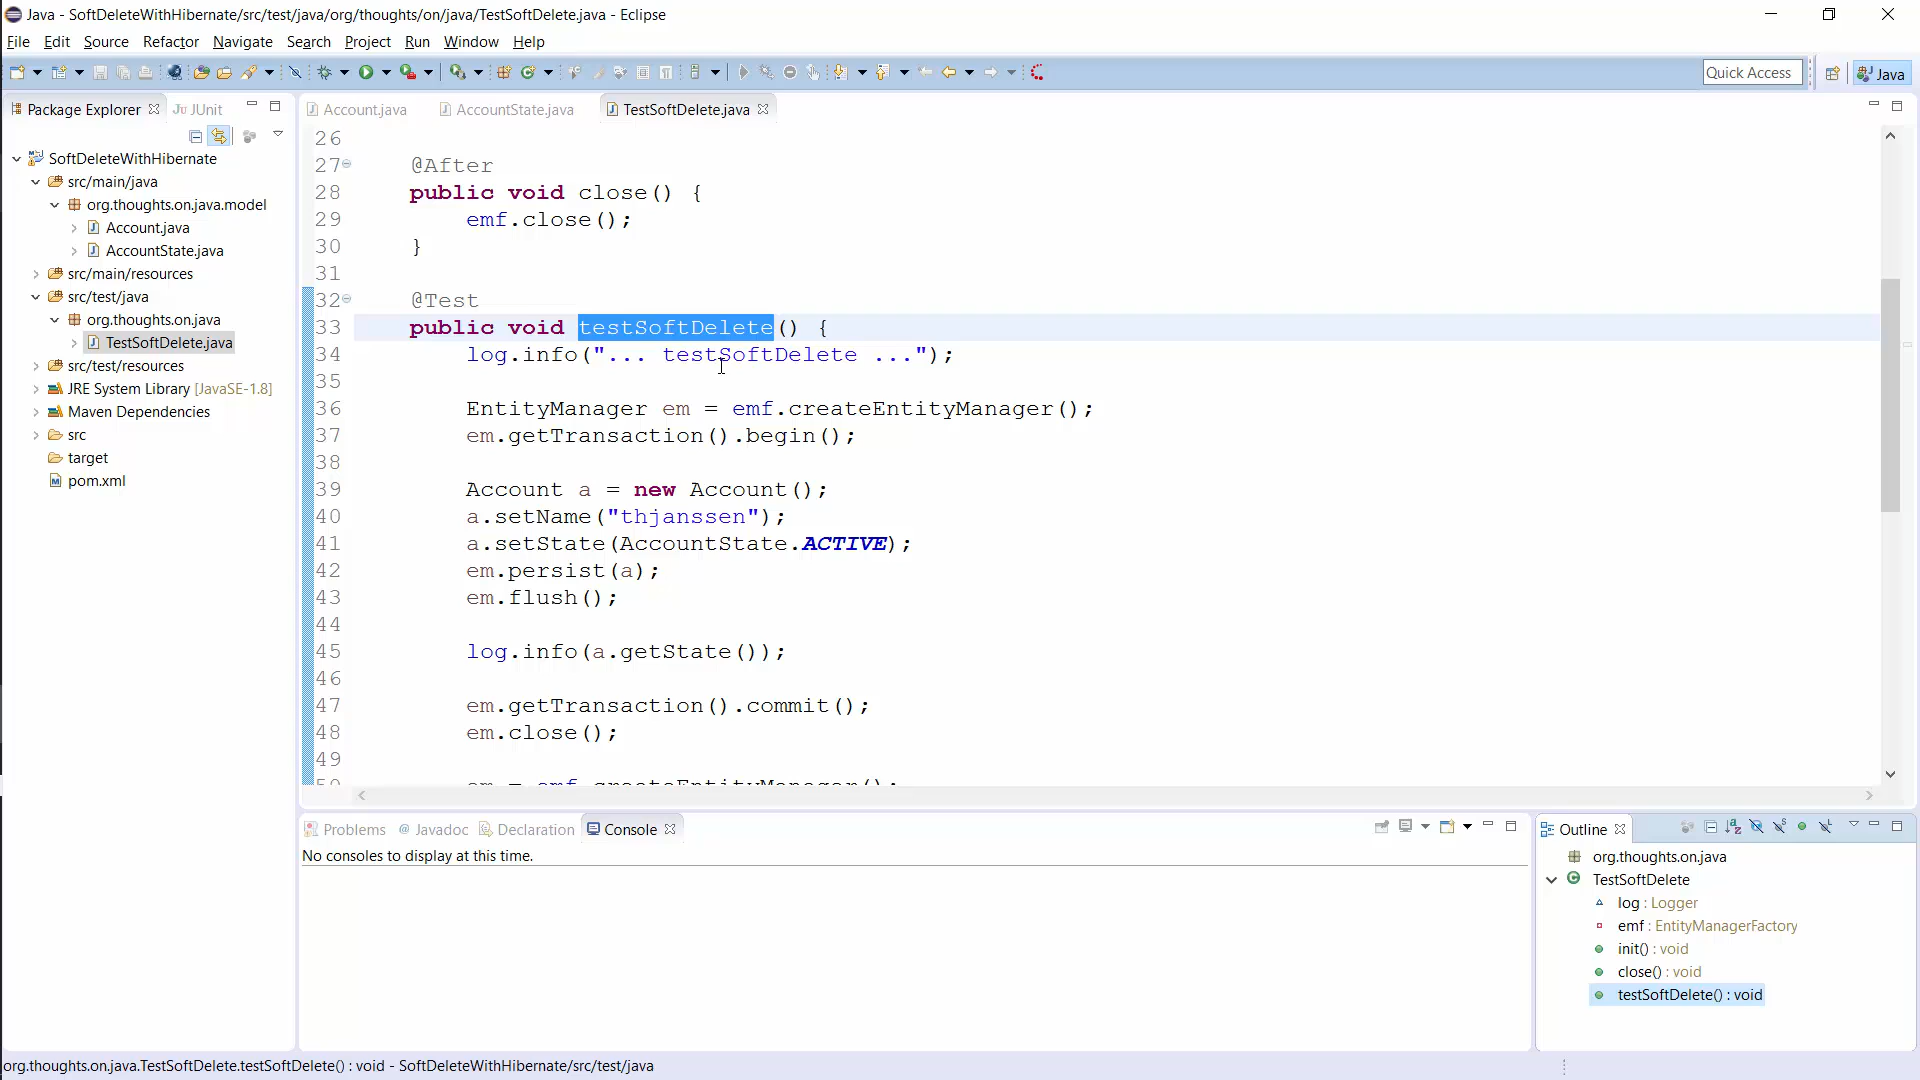 Java - SoftDeleteWithHibernate/src/test/java/org/thoughts/on/java/TestSoftDelete.java - Eclipse
File Edit Source Refactor Navigate Search Project Run Window Help
Quick Access Java
Package Explorer JUnit
SoftDeleteWithHibernate
src/main/java
org.thoughts.on.java.model
Account.java
AccountState.java
src/main/resources
src/test/java
org.thoughts.on.java
TestSoftDelete.java
src/test/resources
JRE System Library [JavaSE-1.8]
Maven Dependencies
src
target
pom.xml
Account.java AccountState.java TestSoftDelete.java
26
27 @After
28 public void close() {
29 emf.close();
30 }
31
32 @Test
33 public void testSoftDelete() {
34 log.info("... testSoftDelete ...");
35
36 EntityManager em = emf.createEntityManager();
37 em.getTransaction().begin();
38
39 Account a = new Account();
40 a.setName("thjanssen");
41 a.setState(AccountState.ACTIVE);
42 em.persist(a);
43 em.flush();
44
45 log.info(a.getState());
46
47 em.getTransaction().commit();
48 em.close();
49
50 em = emf.createEntityManager();
Problems @ Javadoc Declaration Console
No consoles to display at this time.
Outline
org.thoughts.on.java
TestSoftDelete
log : Logger
emf : EntityManagerFactory
init() : void
close() : void
testSoftDelete() : void
org.thoughts.on.java.TestSoftDelete.testSoftDelete() : void - SoftDeleteWithHibernate/src/test/java